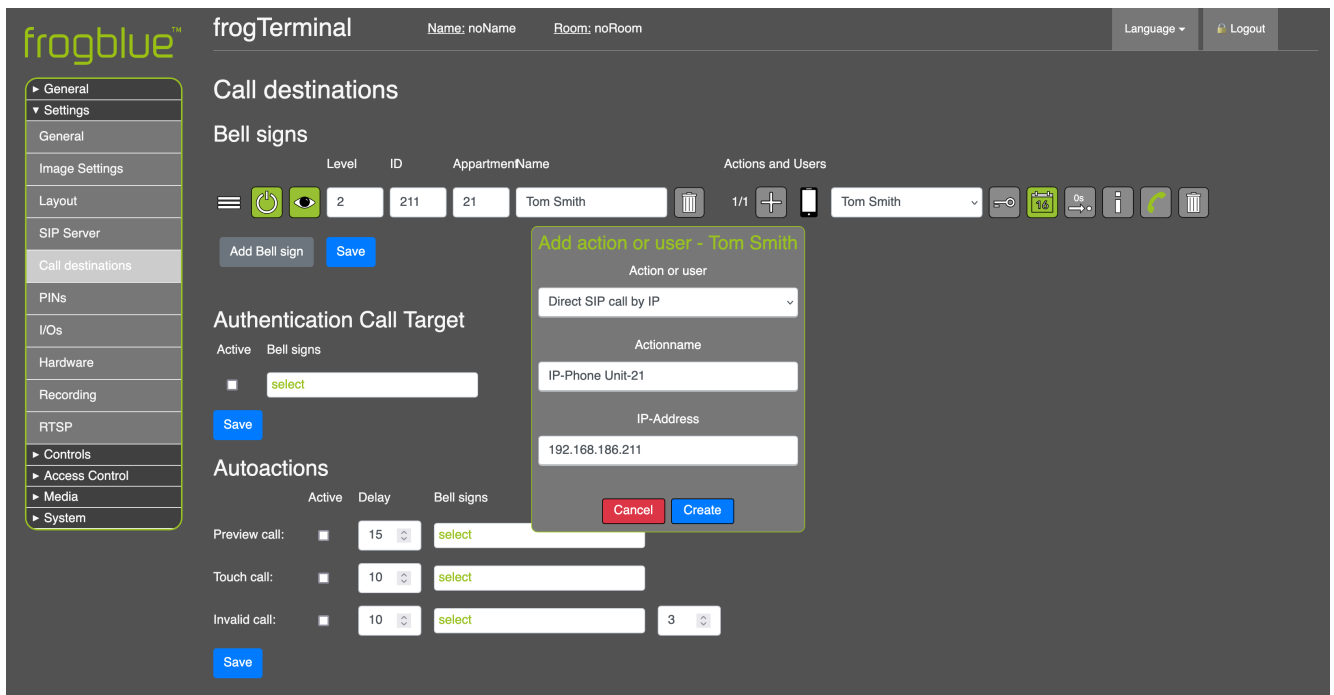 frogblue™
frogTerminal
Name: noName
Room: noRoom
Language
Logout
General
Settings
General
Image Settings
Layout
SIP Server
Call destinations
PINs
I/Os
Hardware
Recording
RTSP
Controls
Access Control
Media
System
Call destinations
Bell signs
Level ID AppartmentName Actions and Users
2 211 21 Tom Smith 1/1 Tom Smith 16 0s
Add Bell sign Save
Add action or user - Tom Smith
Action or user
Direct SIP call by IP
Actionname
IP-Phone Unit-21
IP-Address
192.168.186.211
Cancel Create
Authentication Call Target
Active Bell signs
select
Save
Autoactions
Active Delay Bell signs
Preview call: 15 select
Touch call: 10 select
Invalid call: 10 select 3
Save